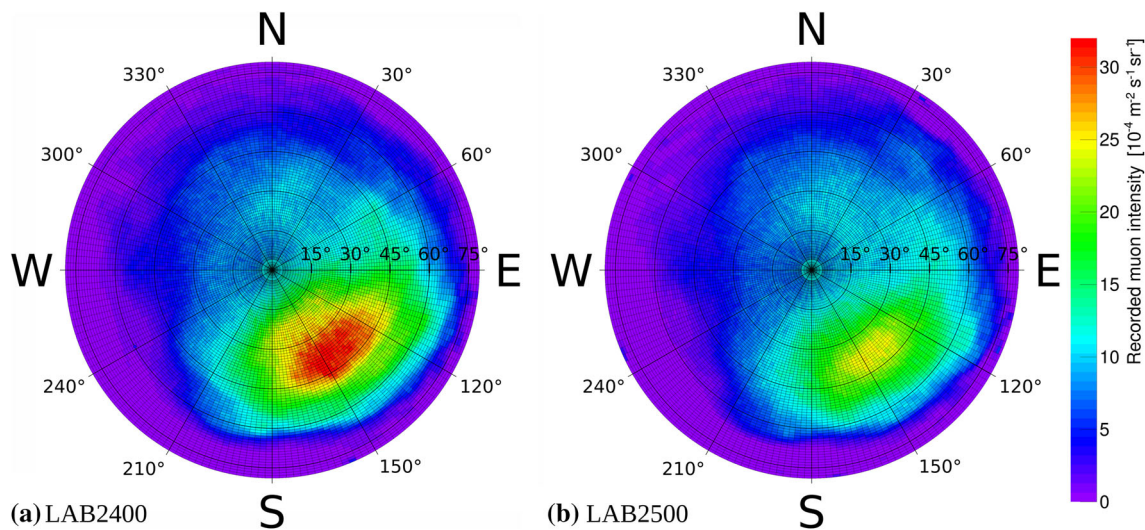 N
330°
30°
300°
60°
W
15° 30° 45° 60° 75°
E
240°
120°
210°
150°
S
(a) LAB2400
N
330°
30°
300°
60°
W
15° 30° 45° 60° 75°
E
240°
120°
210°
150°
S
(b) LAB2500
30
25
20
15
10
5
0
Recorded muon intensity [10⁻⁴ m⁻² s⁻¹ sr⁻¹]